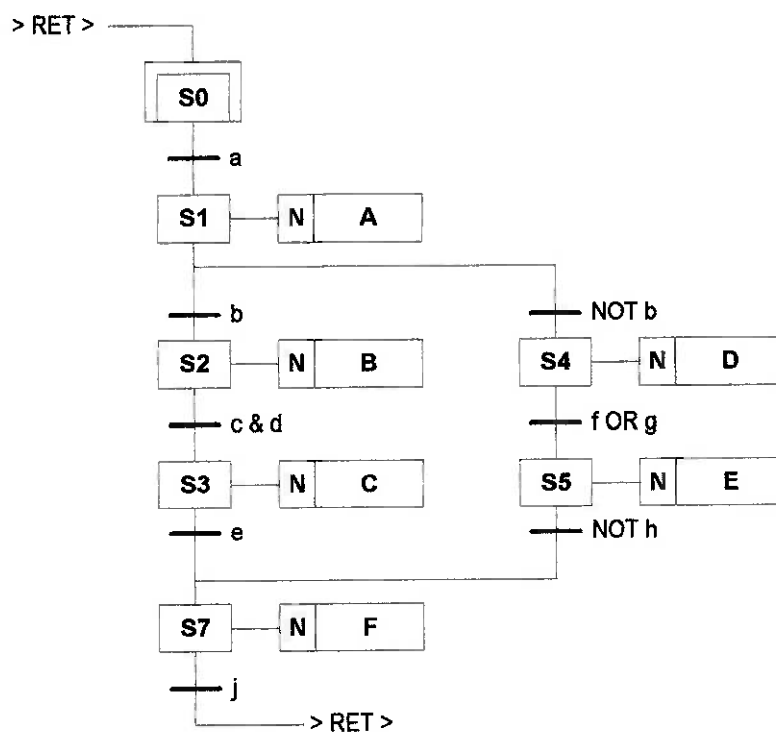 > RET >
S0
a
S1 N A
b NOT b
S2 N B S4 N D
c & d f OR g
S3 N C S5 N E
e NOT h
S7 N F
j
> RET >